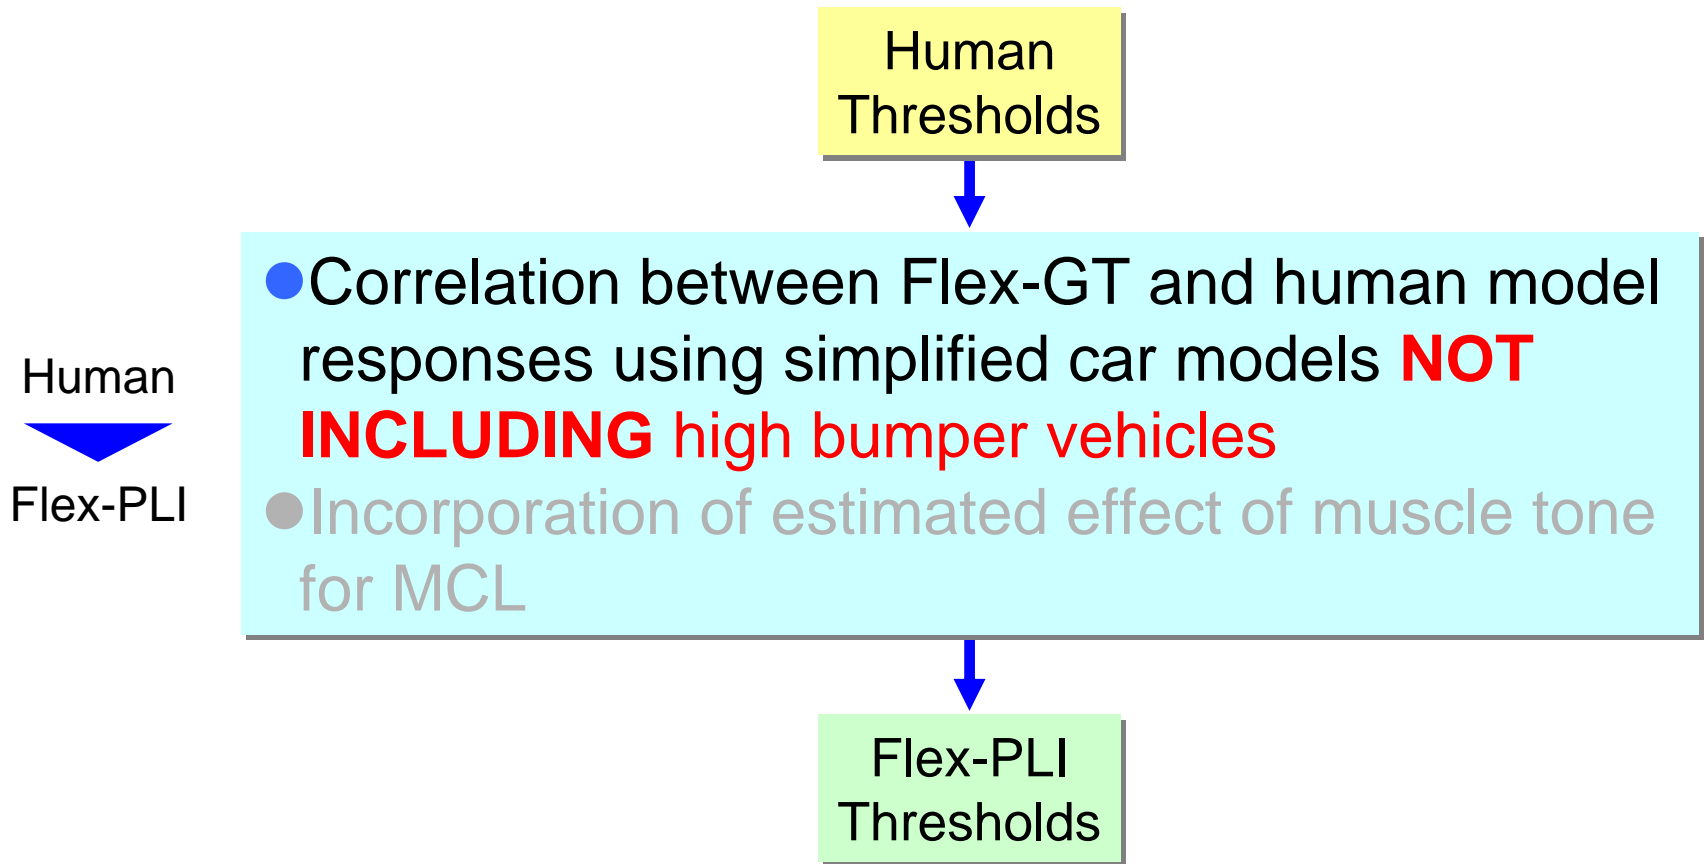 Human
Thresholds
●Correlation between Flex-GT and human model
responses using simplified car models NOT
INCLUDING high bumper vehicles
●Incorporation of estimated effect of muscle tone
for MCL
Human
Flex-PLI
Flex-PLI
Thresholds